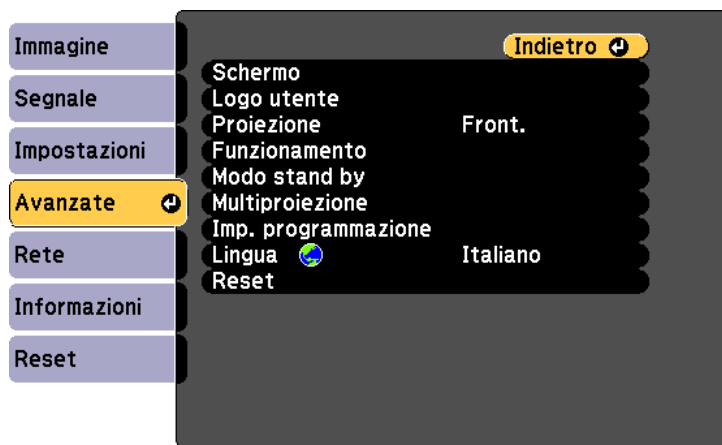 Immagine
Segnale
Impostazioni
Avanzate
Rete
Informazioni
Reset
Indietro
Schermo
Logo utente
Proiezione Front.
Funzionamento
Modo stand by
Multiproiezione
Imp. programmazione
Lingua Italiano
Reset